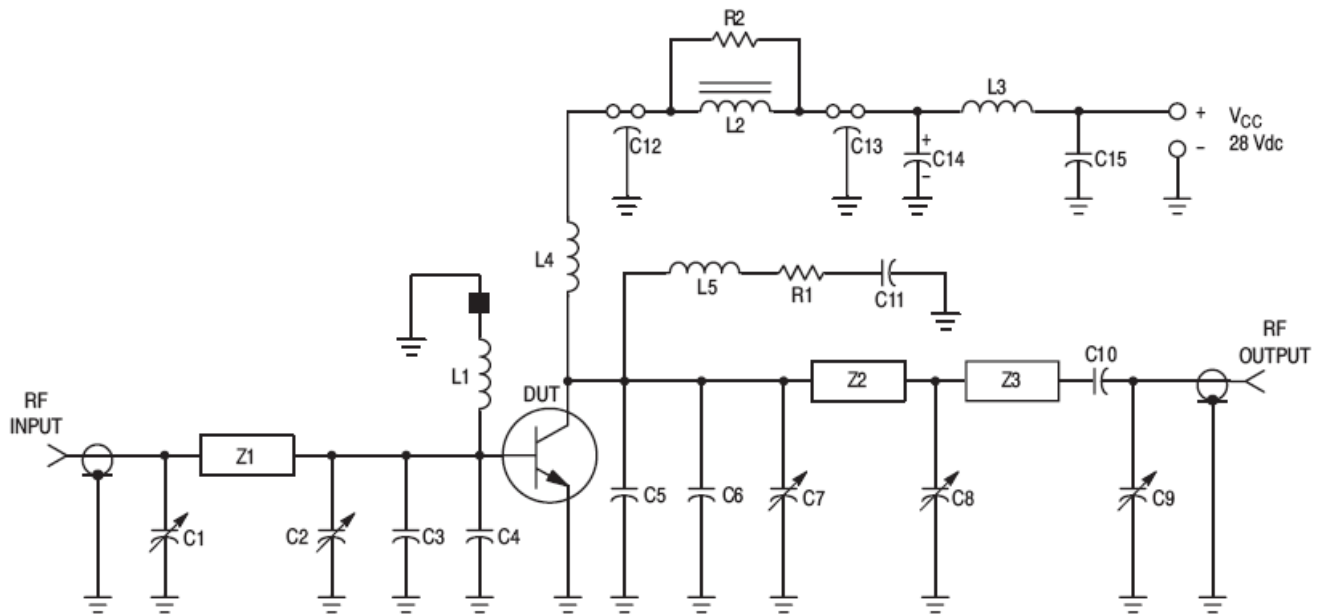 R2
L3
+ V_CC
L2
C12
C13
+
C14
–
C15
– 28 Vdc
L4
L5
R1
C11
RF
OUTPUT
C10
L1
Z2
Z3
DUT
RF
INPUT
Z1
C1
C2
C3
C4
C5
C6
C7
C8
C9